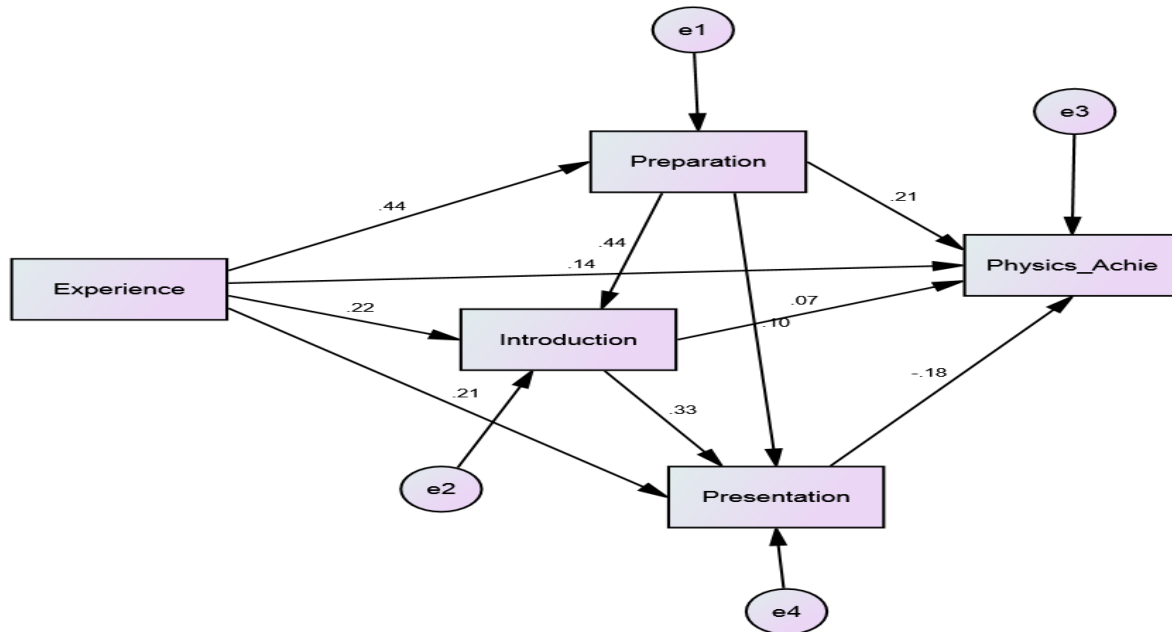 e1
e3
Preparation
.44
.21
.44
Physics_Achie
.14
Experience
.22
.07
.10
Introduction
-.18
.21
.33
e2
Presentation
e4